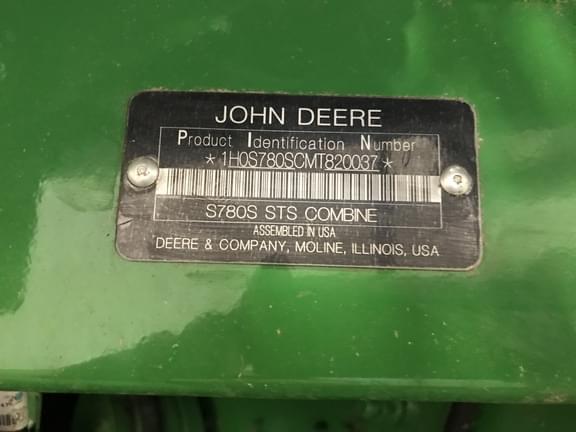 JOHN DEERE
Product Identification Number
*1H0S780SCMT820037*
S780S STS COMBINE
ASSEMBLED IN USA
DEERE & COMPANY, MOLINE, ILLINOIS, USA